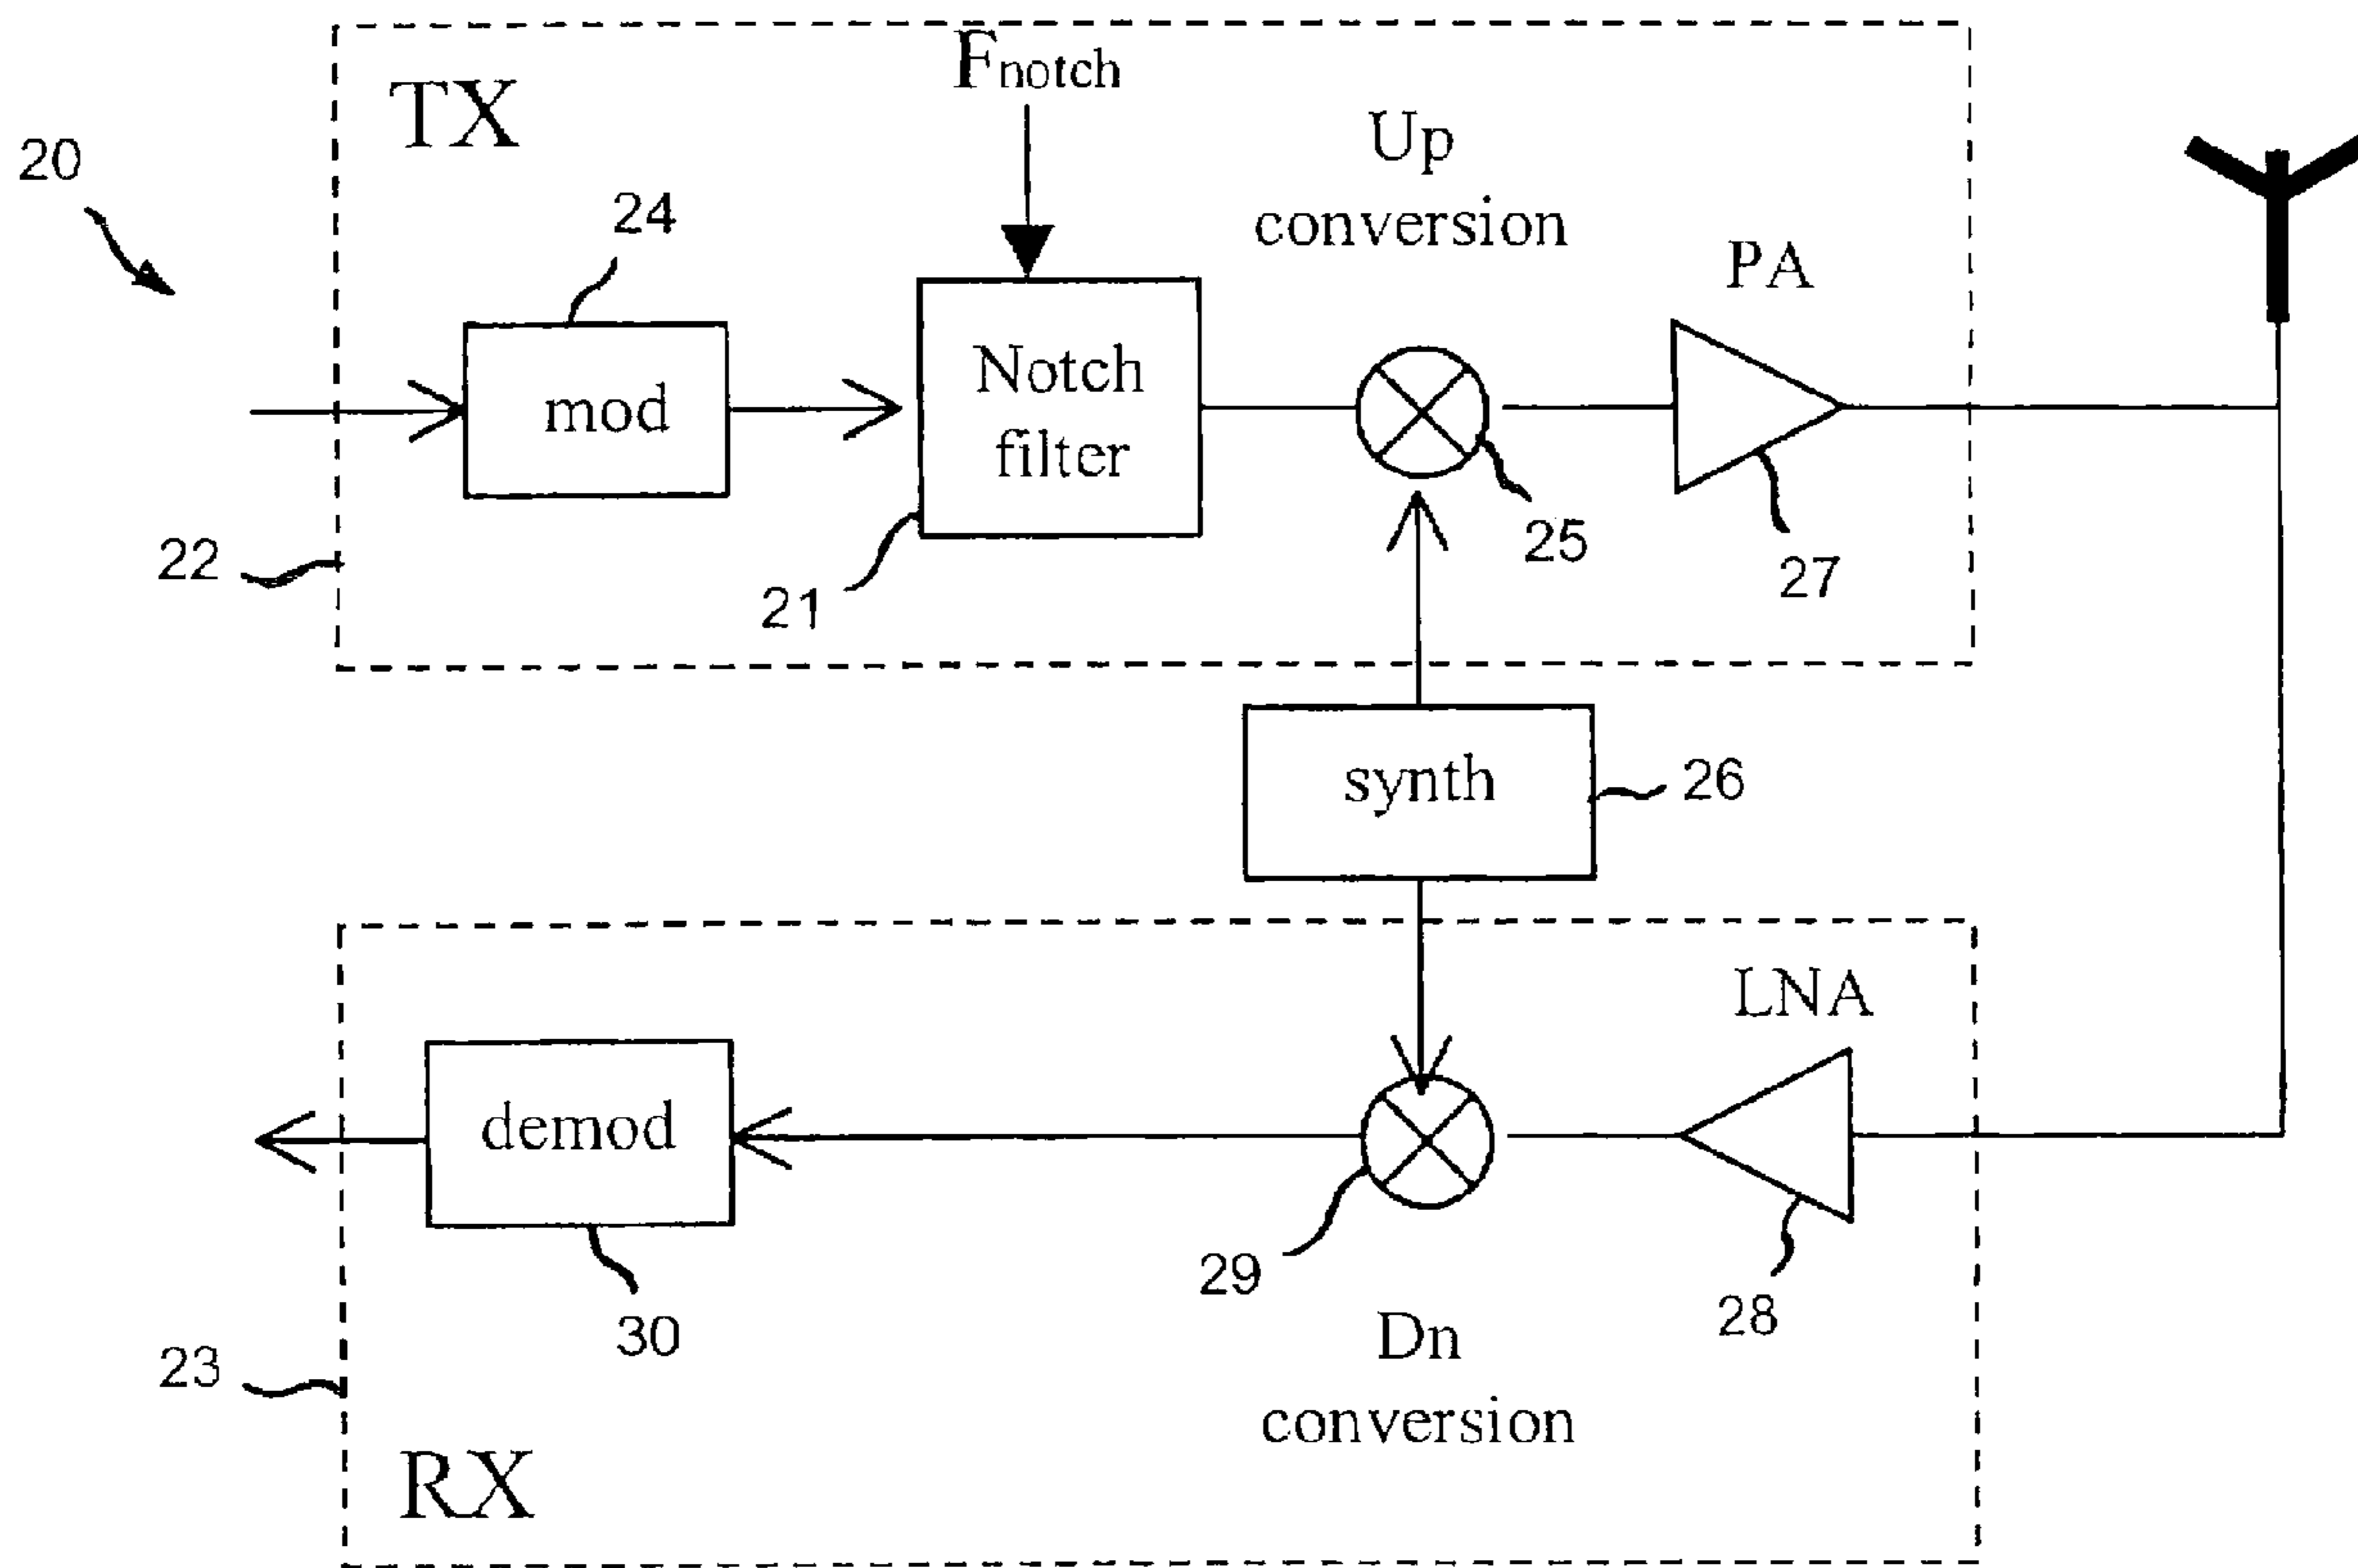 TX
Fnotch
Up
conversion
PA
20
24
mod
Notch
filter
22
21
25
27
synth
26
LNA
demod
29
28
30
23
Dn
conversion
RX